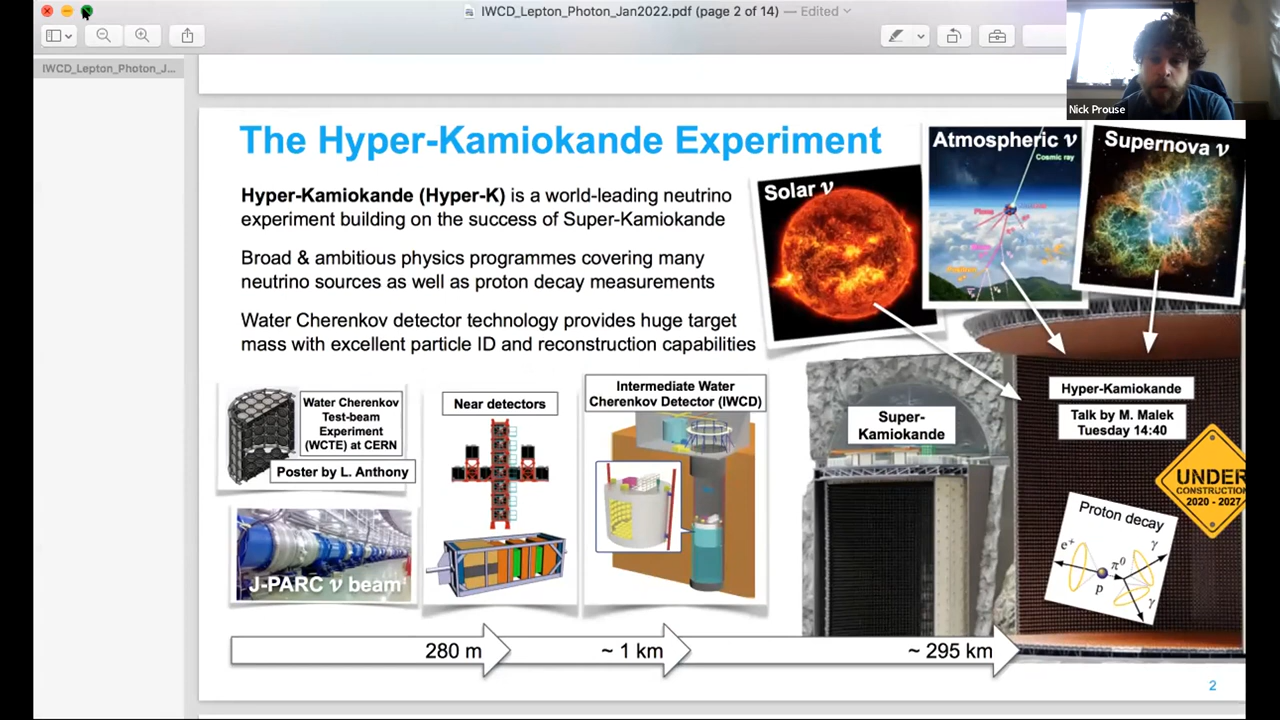 IWCD_Lepton_Photon_Jan2022.pdf (page 2 of 14) — Edited
IWCD_Lepton_Photon_J...
Nick Prouse
The Hyper-Kamiokande Experiment
Hyper-Kamiokande (Hyper-K) is a world-leading neutrino
experiment building on the success of Super-Kamiokande
Broad & ambitious physics programmes covering many
neutrino sources as well as proton decay measurements
Water Cherenkov detector technology provides huge target
mass with excellent particle ID and reconstruction capabilities
Solar ν
Atmospheric ν
Cosmic ray
Supernova ν
Water Cherenkov
Test-beam
Experiment
(WCTE) at CERN
Poster by L. Anthony
J-PARC ν beam
Near detectors
Intermediate Water
Cherenkov Detector (IWCD)
Super-
Kamiokande
Hyper-Kamiokande
Talk by M. Malek
Tuesday 14:40
UNDER
CONSTRUCTION
2020 - 2027
Proton decay
e+
π0
p
γ
γ
γ
280 m
~ 1 km
~ 295 km
2